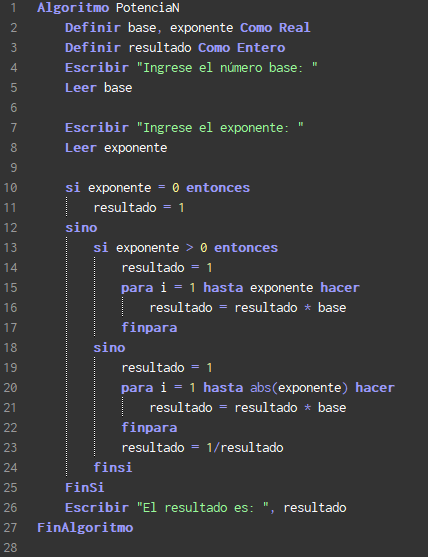 1 Algoritmo PotenciaN
2 Definir base, exponente Como Real
3 Definir resultado Como Entero
4 Escribir "Ingrese el número base: "
5 Leer base
6
7 Escribir "Ingrese el exponente: "
8 Leer exponente
9
10 si exponente = 0 entonces
11 resultado = 1
12 sino
13 si exponente > 0 entonces
14 resultado = 1
15 para i = 1 hasta exponente hacer
16 resultado = resultado * base
17 finpara
18 sino
19 resultado = 1
20 para i = 1 hasta abs(exponente) hacer
21 resultado = resultado * base
22 finpara
23 resultado = 1/resultado
24 finsi
25 FinSi
26 Escribir "El resultado es: ", resultado
27 FinAlgoritmo
28